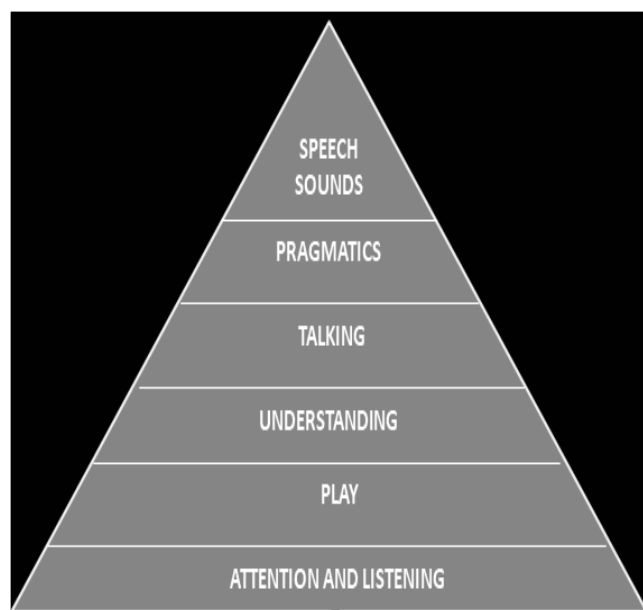 SPEECH
SOUNDS
PRAGMATICS
TALKING
UNDERSTANDING
PLAY
ATTENTION AND LISTENING